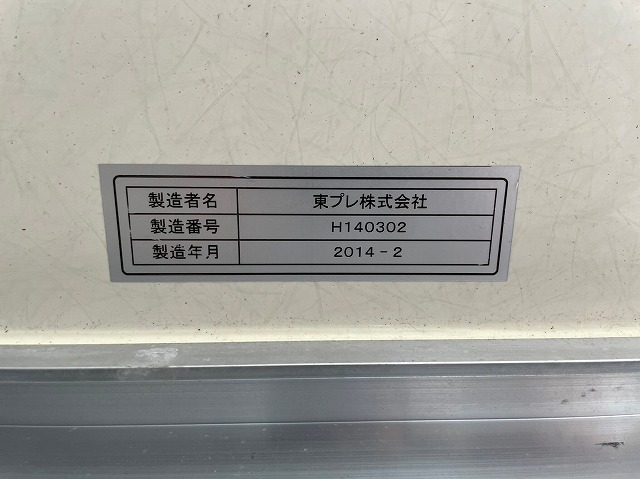 製造者名 東プレ株式会社
製造番号 H140302
製造年月 2014-2